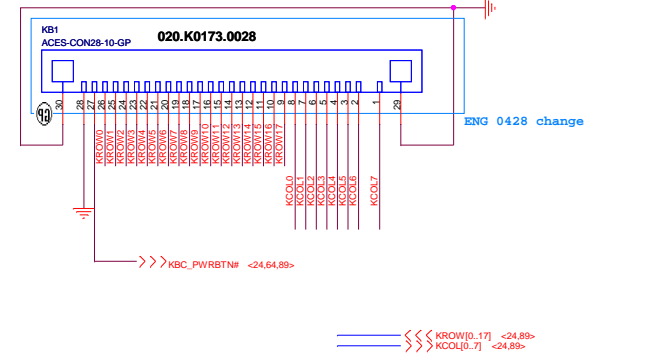 KB1
ACES-CON28-10-GP
020.K0173.0028
GP
30 28 27 26 25 24 23 22 21 20 19 18 17 16 15 14 13 12 11 10 9 8 7 6 5 4 3 2 1 29
ENG 0428 change
KROW0
KROW1
KROW2
KROW3
KROW4
KROW5
KROW6
KROW7
KROW8
KROW9
KROW10
KROW11
KROW12
KROW13
KROW14
KROW15
KROW16
KROW17
KCOL0
KCOL1
KCOL2
KCOL3
KCOL4
KCOL5
KCOL6
KCOL7
KBC_PWRBTN# <24,64,89>
KROW[0..17] <24,89>
KCOL[0..7] <24,89>